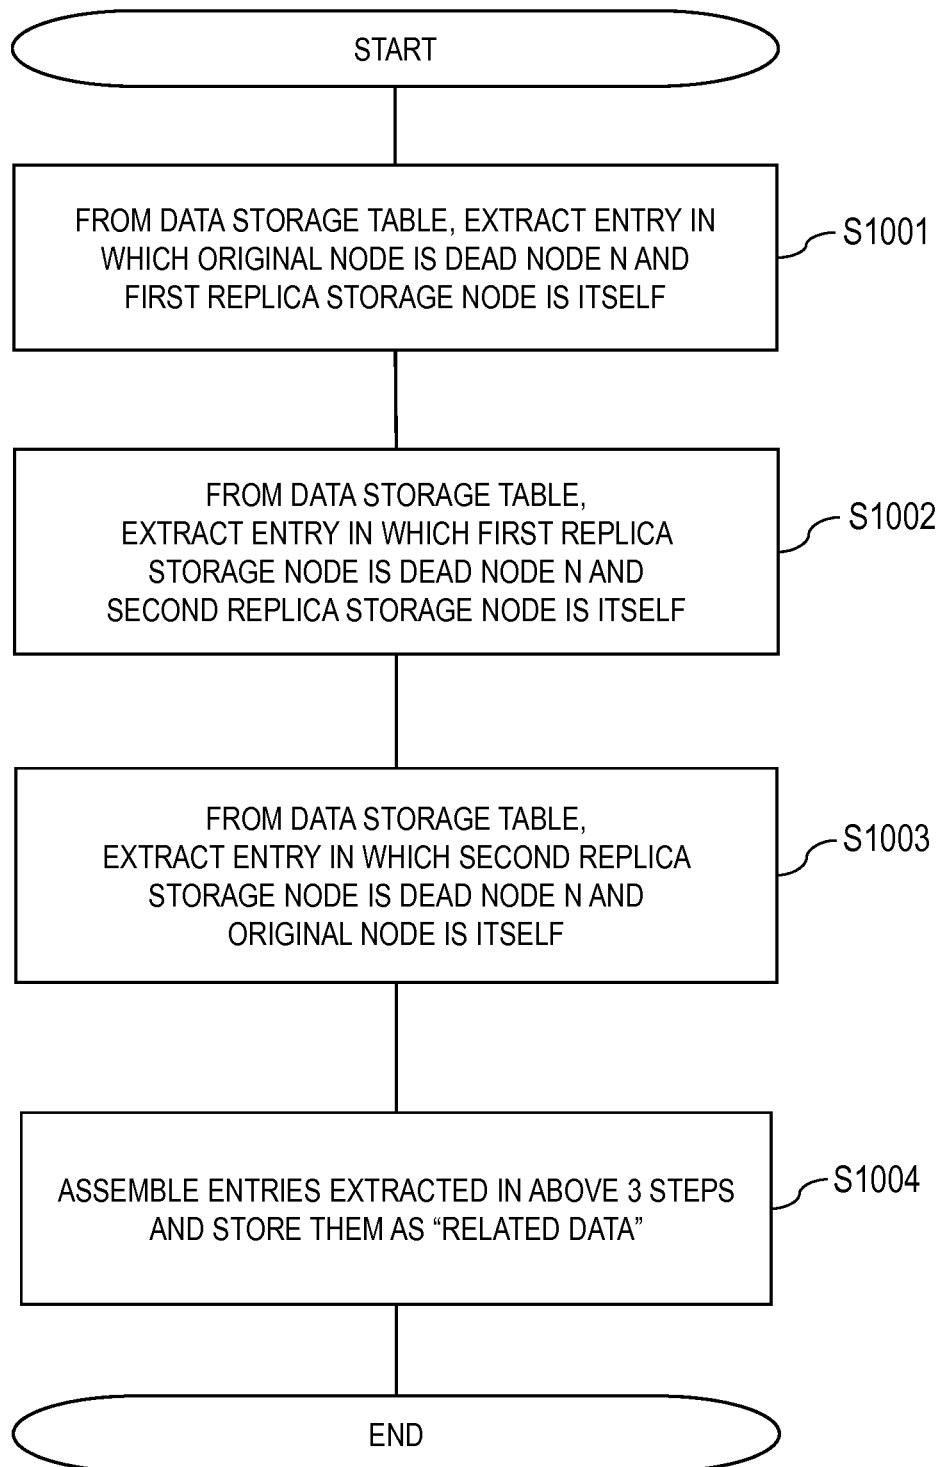 START
FROM DATA STORAGE TABLE, EXTRACT ENTRY IN
WHICH ORIGINAL NODE IS DEAD NODE N AND
FIRST REPLICA STORAGE NODE IS ITSELF
S1001
FROM DATA STORAGE TABLE,
EXTRACT ENTRY IN WHICH FIRST REPLICA
STORAGE NODE IS DEAD NODE N AND
SECOND REPLICA STORAGE NODE IS ITSELF
S1002
FROM DATA STORAGE TABLE,
EXTRACT ENTRY IN WHICH SECOND REPLICA
STORAGE NODE IS DEAD NODE N AND
ORIGINAL NODE IS ITSELF
S1003
ASSEMBLE ENTRIES EXTRACTED IN ABOVE 3 STEPS
AND STORE THEM AS “RELATED DATA”
S1004
END